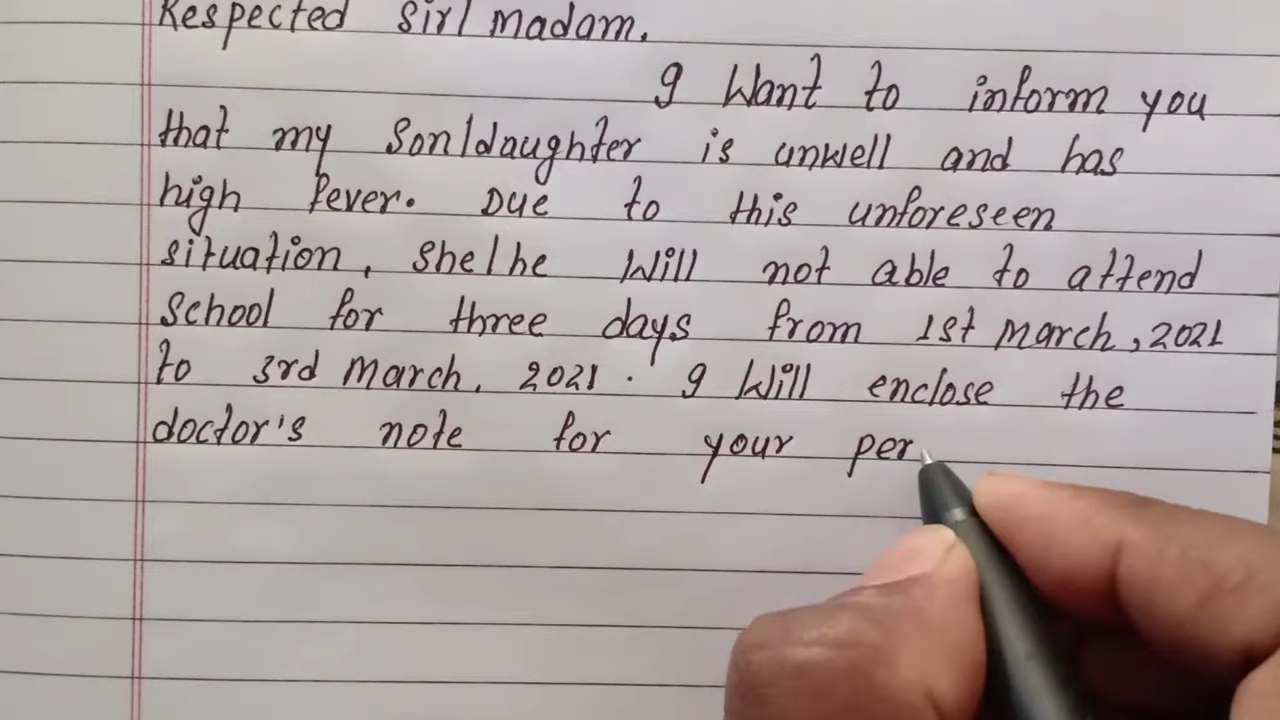 Respected Sir/madam.
I Want to inform you
that my Son/daughter is unwell and has
high fever. Due to this unforeseen
situation, she/he Will not able to attend
School for three days from 1st March, 2021
to 3rd March, 2021. I Will enclose the
doctor's note for your per